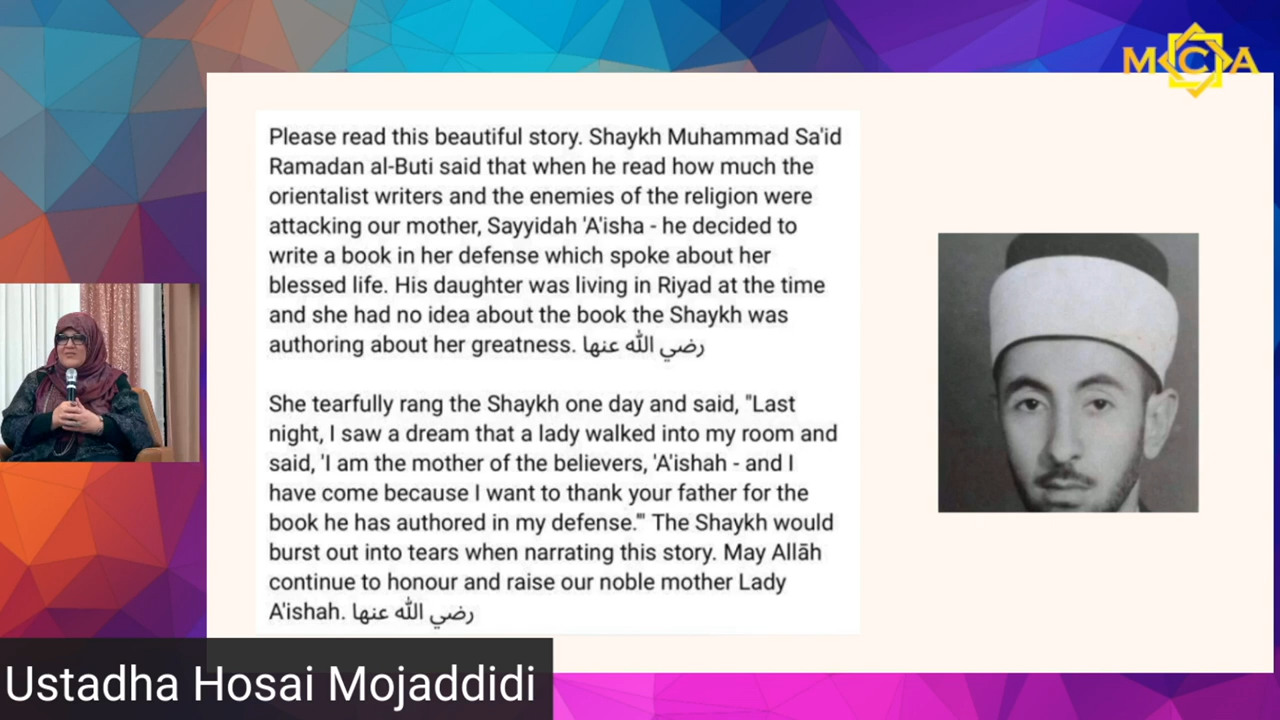 MCA
Please read this beautiful story. Shaykh Muhammad Sa'id
Ramadan al-Buti said that when he read how much the
orientalist writers and the enemies of the religion were
attacking our mother, Sayyidah 'A'isha - he decided to
write a book in her defense which spoke about her
blessed life. His daughter was living in Riyad at the time
and she had no idea about the book the Shaykh was
authoring about her greatness. رضي الله عنها
She tearfully rang the Shaykh one day and said, "Last
night, I saw a dream that a lady walked into my room and
said, 'I am the mother of the believers, 'A'ishah - and I
have come because I want to thank your father for the
book he has authored in my defense.'" The Shaykh would
burst out into tears when narrating this story. May Allāh
continue to honour and raise our noble mother Lady
A'ishah. رضي الله عنها
Ustadha Hosai Mojaddidi